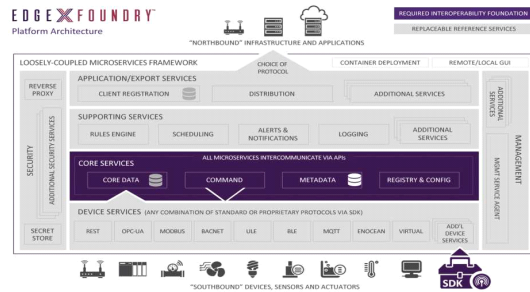 EDGE X FOUNDRY™
Platform Architecture
REQUIRED INTEROPERABILITY FOUNDATION
REPLACEABLE REFERENCE SERVICES
"NORTHBOUND" INFRASTRUCTURE AND APPLICATIONS
LOOSELY-COUPLED MICROSERVICES FRAMEWORK
CHOICE OF
PROTOCOL
CONTAINER DEPLOYMENT
REMOTE/LOCAL GUI
APPLICATION/EXPORT SERVICES
CLIENT REGISTRATION
DISTRIBUTION
ADDITIONAL SERVICES
SUPPORTING SERVICES
RULES ENGINE
SCHEDULING
ALERTS &
NOTIFICATIONS
LOGGING
ADDITIONAL
SERVICES
ALL MICROSERVICES INTERCOMMUNICATE VIA APIs
CORE SERVICES
CORE DATA
COMMAND
METADATA
REGISTRY & CONFIG
DEVICE SERVICES (ANY COMBINATION OF STANDARD OR PROPRIETARY PROTOCOLS VIA SDK)
REST
OPC-UA
MODBUS
BACNET
ULE
BLE
MQTT
ENOCEAN
VIRTUAL
ADD'L
DEVICE
SERVICES
SECURITY
REVERSE
PROXY
ADDITIONAL SECURITY SERVICES
SECRET
STORE
ADDITIONAL
SERVICES
MGMT SERVICE AGENT
MANAGEMENT
"SOUTHBOUND" DEVICES, SENSORS AND ACTUATORS
SDK